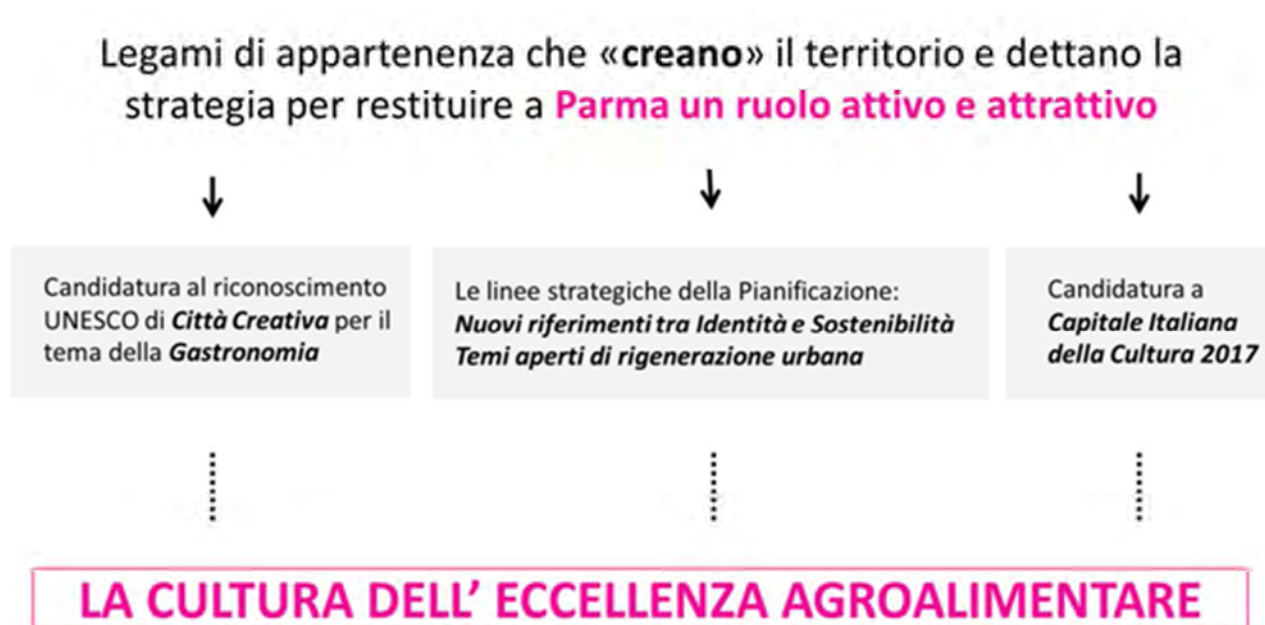 Legami di appartenenza che «creano» il territorio e dettano la
strategia per restituire a Parma un ruolo attivo e attrattivo
Candidatura al riconoscimento
UNESCO di Città Creativa per il
tema della Gastronomia
Le linee strategiche della Pianificazione:
Nuovi riferimenti tra Identità e Sostenibilità
Temi aperti di rigenerazione urbana
Candidatura a
Capitale Italiana
della Cultura 2017
LA CULTURA DELL’ ECCELLENZA AGROALIMENTARE